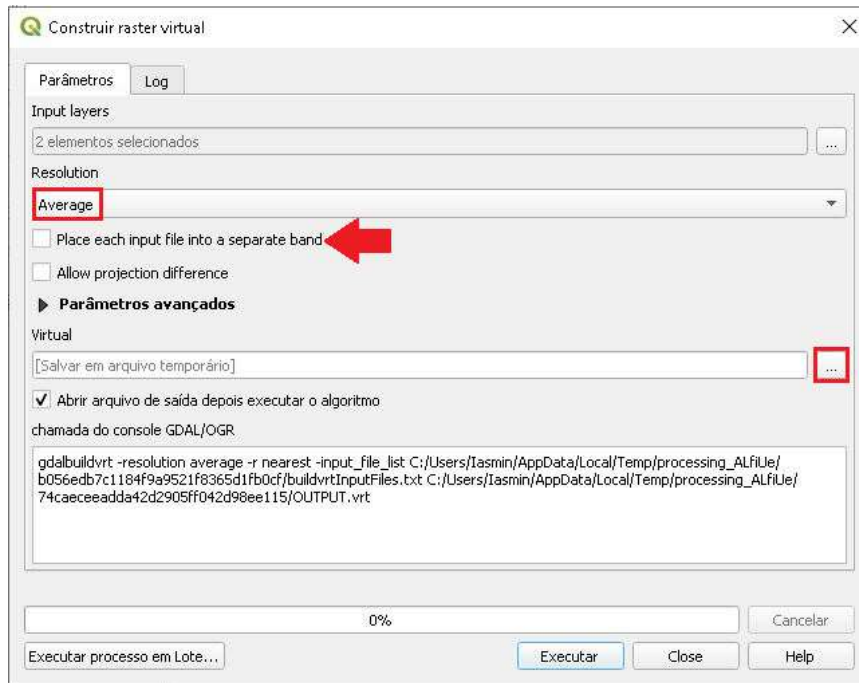 Construir raster virtual
Parâmetros
Log
Input layers
2 elementos selecionados
...
Resolution
Average
Place each input file into a separate band
Allow projection difference
Parâmetros avançados
Virtual
[Salvar em arquivo temporário]
...
Abrir arquivo de saída depois executar o algoritmo
chamada do console GDAL/OGR
gdalbuildvrt -resolution average -r nearest -input_file_list C:/Users/Iasmin/AppData/Local/Temp/processing_ALfiUe/
b056edb7c1184f9a9521f8365d1fb0cf/buildvrtInputFiles.txt C:/Users/Iasmin/AppData/Local/Temp/processing_ALfiUe/
74caeceeadda42d2905ff042d98ee115/OUTPUT.vrt
0%
Cancelar
Executar processo em Lote...
Executar
Close
Help